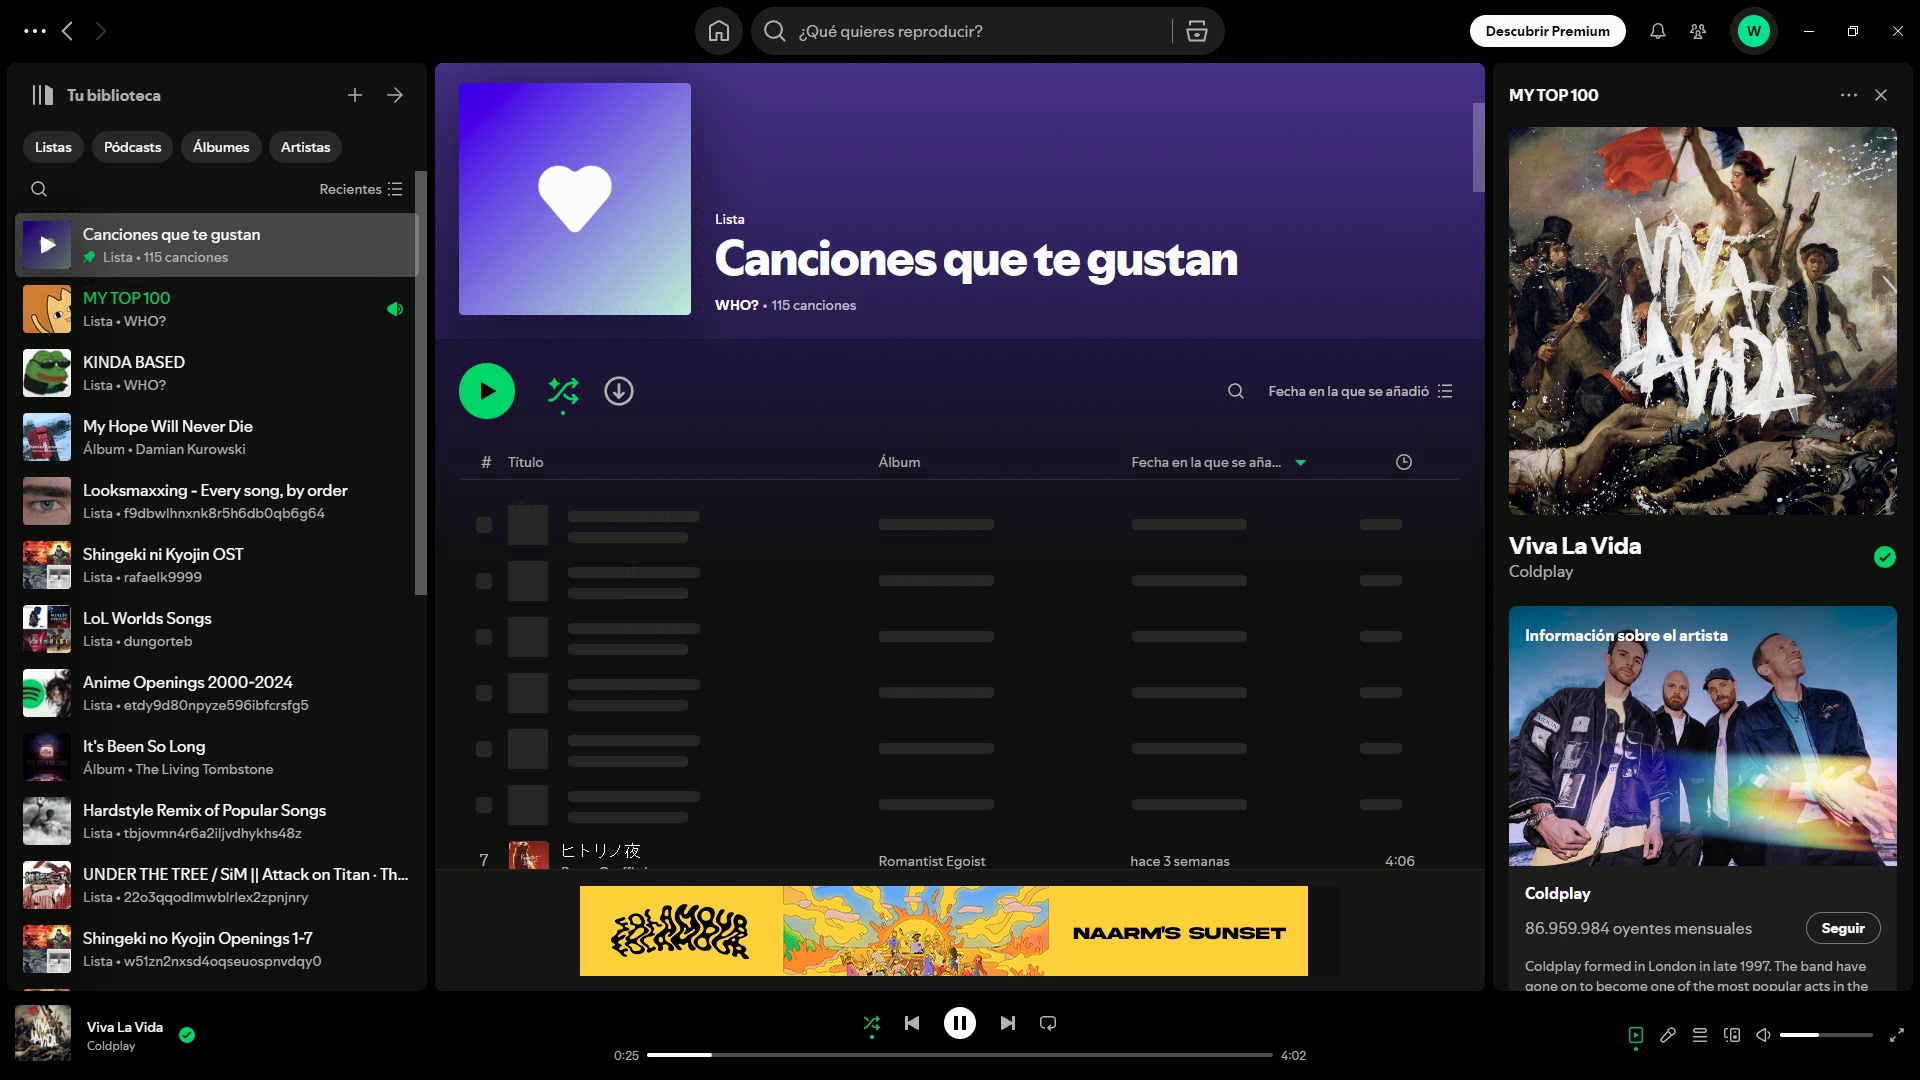 ¿Qué quieres reproducir?
Descubrir Premium
W
Tu biblioteca
Listas
Pódcasts
Álbumes
Artistas
Recientes
Canciones que te gustan
Lista • 115 canciones
MY TOP 100
Lista • WHO?
KINDA BASED
Lista • WHO?
My Hope Will Never Die
Álbum • Damian Kurowski
Looksmaxxing - Every song, by order
Lista • f9dbwlhnxnk8r5h6db0qb6g64
Shingeki ni Kyojin OST
Lista • rafaelk9999
LoL Worlds Songs
Lista • dungorteb
Anime Openings 2000-2024
Lista • etdy9d80npyze596ibfcrsfg5
It's Been So Long
Álbum • The Living Tombstone
Hardstyle Remix of Popular Songs
Lista • tbjovmn4r6a2iljvdhykhs48z
UNDER THE TREE / SiM || Attack on Titan · Th...
Lista • 22o3qqodlmwblrlex2zpnjnry
Shingeki no Kyojin Openings 1-7
Lista • w51zn2nxsd4oqseuospnvdqy0
Lista
Canciones que te gustan
WHO? • 115 canciones
Fecha en la que se añadió
# Título Álbum Fecha en la que se aña...
7 ヒトリノ夜 Romantist Egoist hace 3 semanas 4:06
NAARM'S SUNSET
MY TOP 100
VIVA LA VIDA
Viva La Vida
Coldplay
Información sobre el artista
Coldplay
86.959.984 oyentes mensuales
Seguir
Coldplay formed in London in late 1997. The band have
gone on to become one of the most popular acts in the
Viva La Vida
Coldplay
0:25
4:02